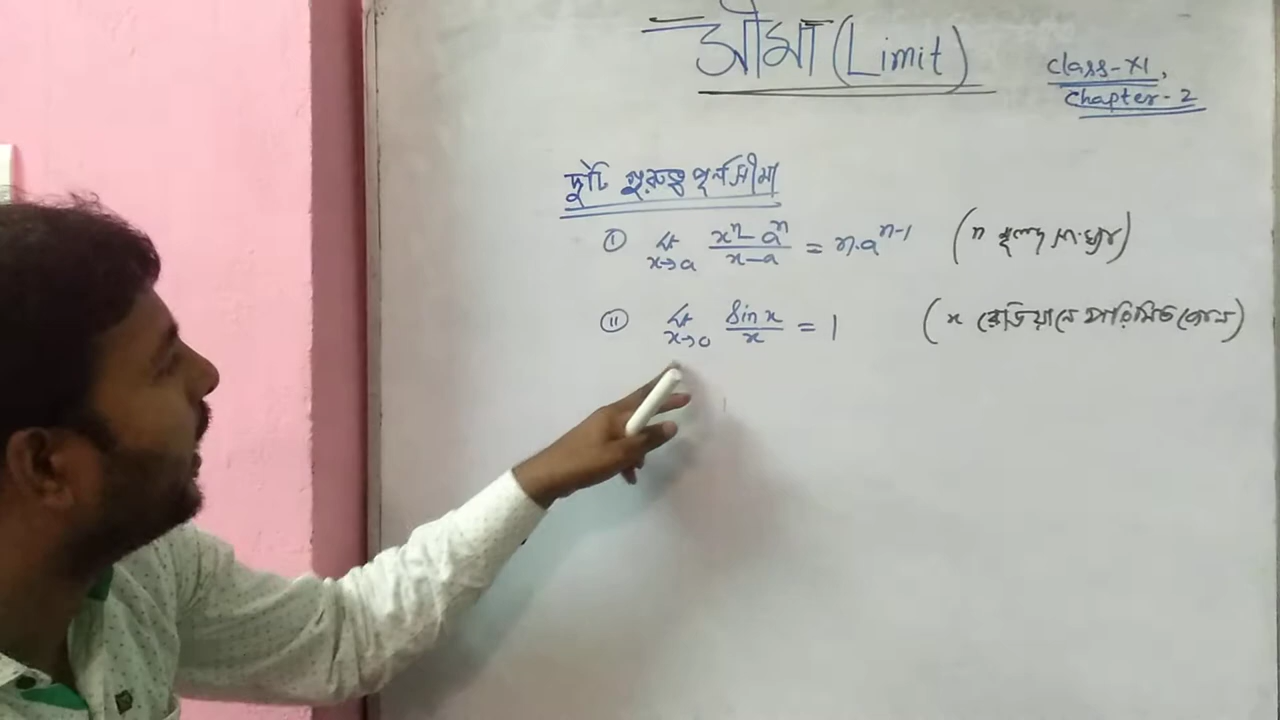 সীমা (Limit)
Class-XI,
Chapter-2
দুটি গুরুত্বপূর্ণ সীমা
(i) Lt x→a xⁿ-aⁿ / x-a = n.aⁿ⁻¹ (n মূলদ সংখ্যা)
(ii) Lt x→0 Sin x / x = 1 (x রেডিয়ানে পরিমিত কোন)